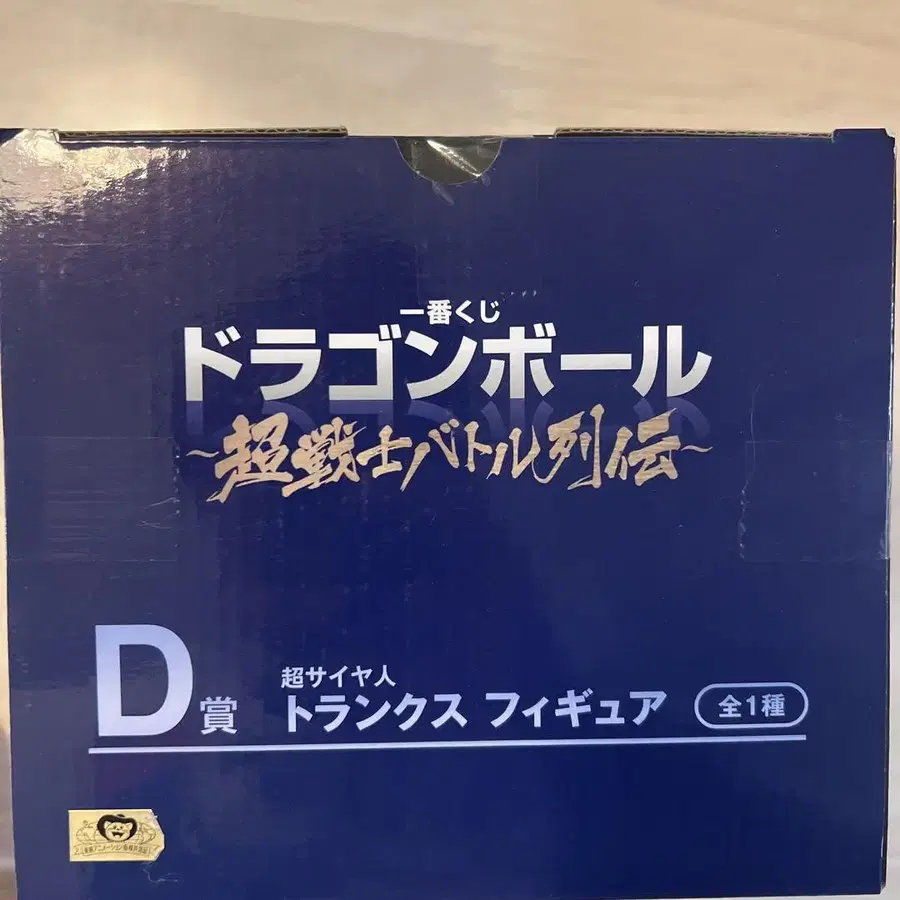 一番くじ
ドラゴンボール
~超戦士バトル列伝~
D賞
超サイヤ人
トランクス フィギュア
全1種